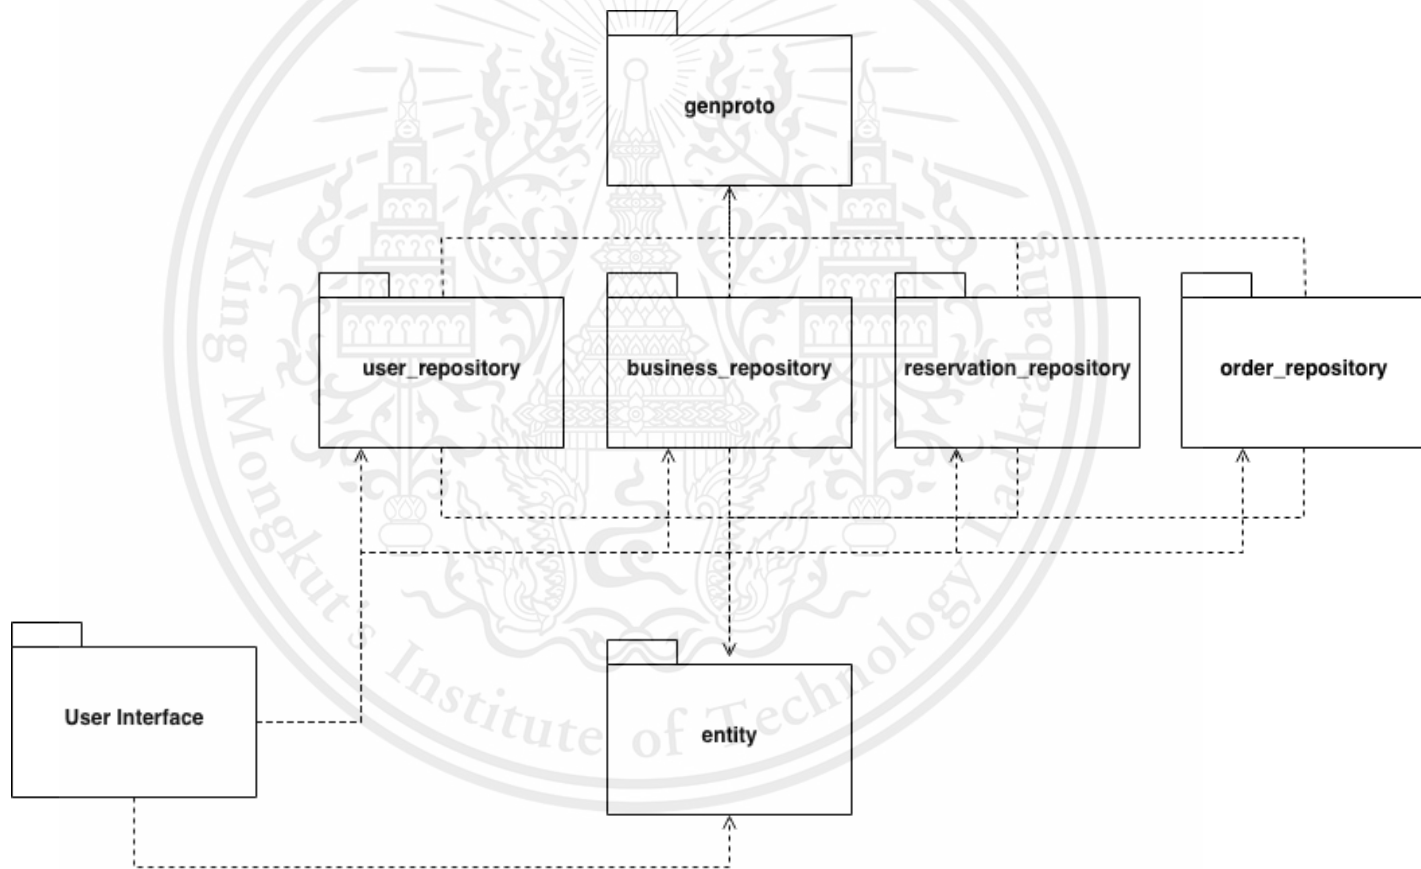 genproto
user_repository
business_repository
reservation_repository
order_repository
User Interface
entity
King Mongkut's Institute of Technology Ladkrabang